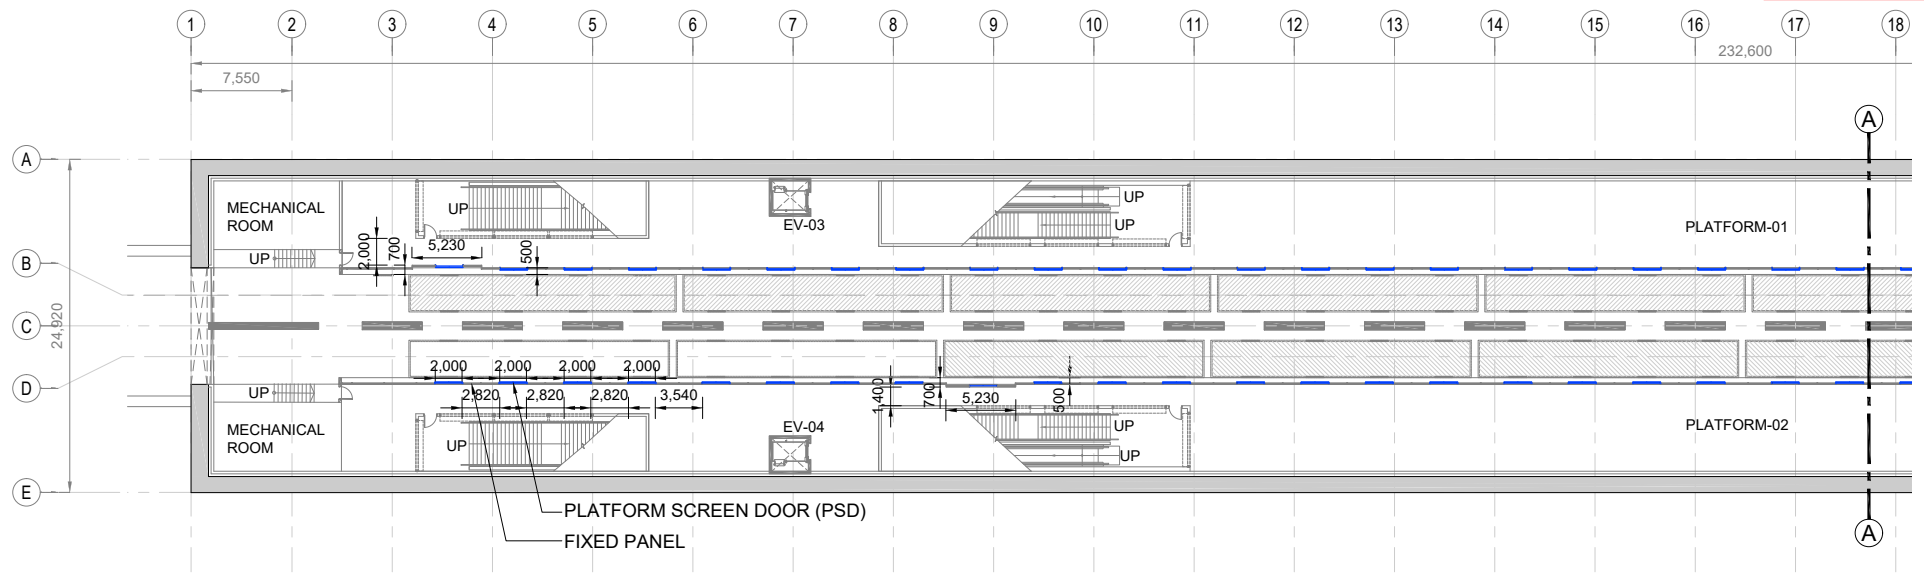 1 2 3 4 5 6 7 8 9 10 11 12 13 14 15 16 17 18
232,600
7,550
A
A
MECHANICAL
ROOM
UP
UP
EV-03
UP
UP
PLATFORM-01
UP
2,000
700
5,230
500
B
C
24,920
D
2,000 2,000 2,000 2,000
2,820 2,820 2,820 3,540
1,400
700
5,230
500
UP
MECHANICAL
ROOM
UP
EV-04
UP
UP
PLATFORM-02
E
PLATFORM SCREEN DOOR (PSD)
FIXED PANEL
A